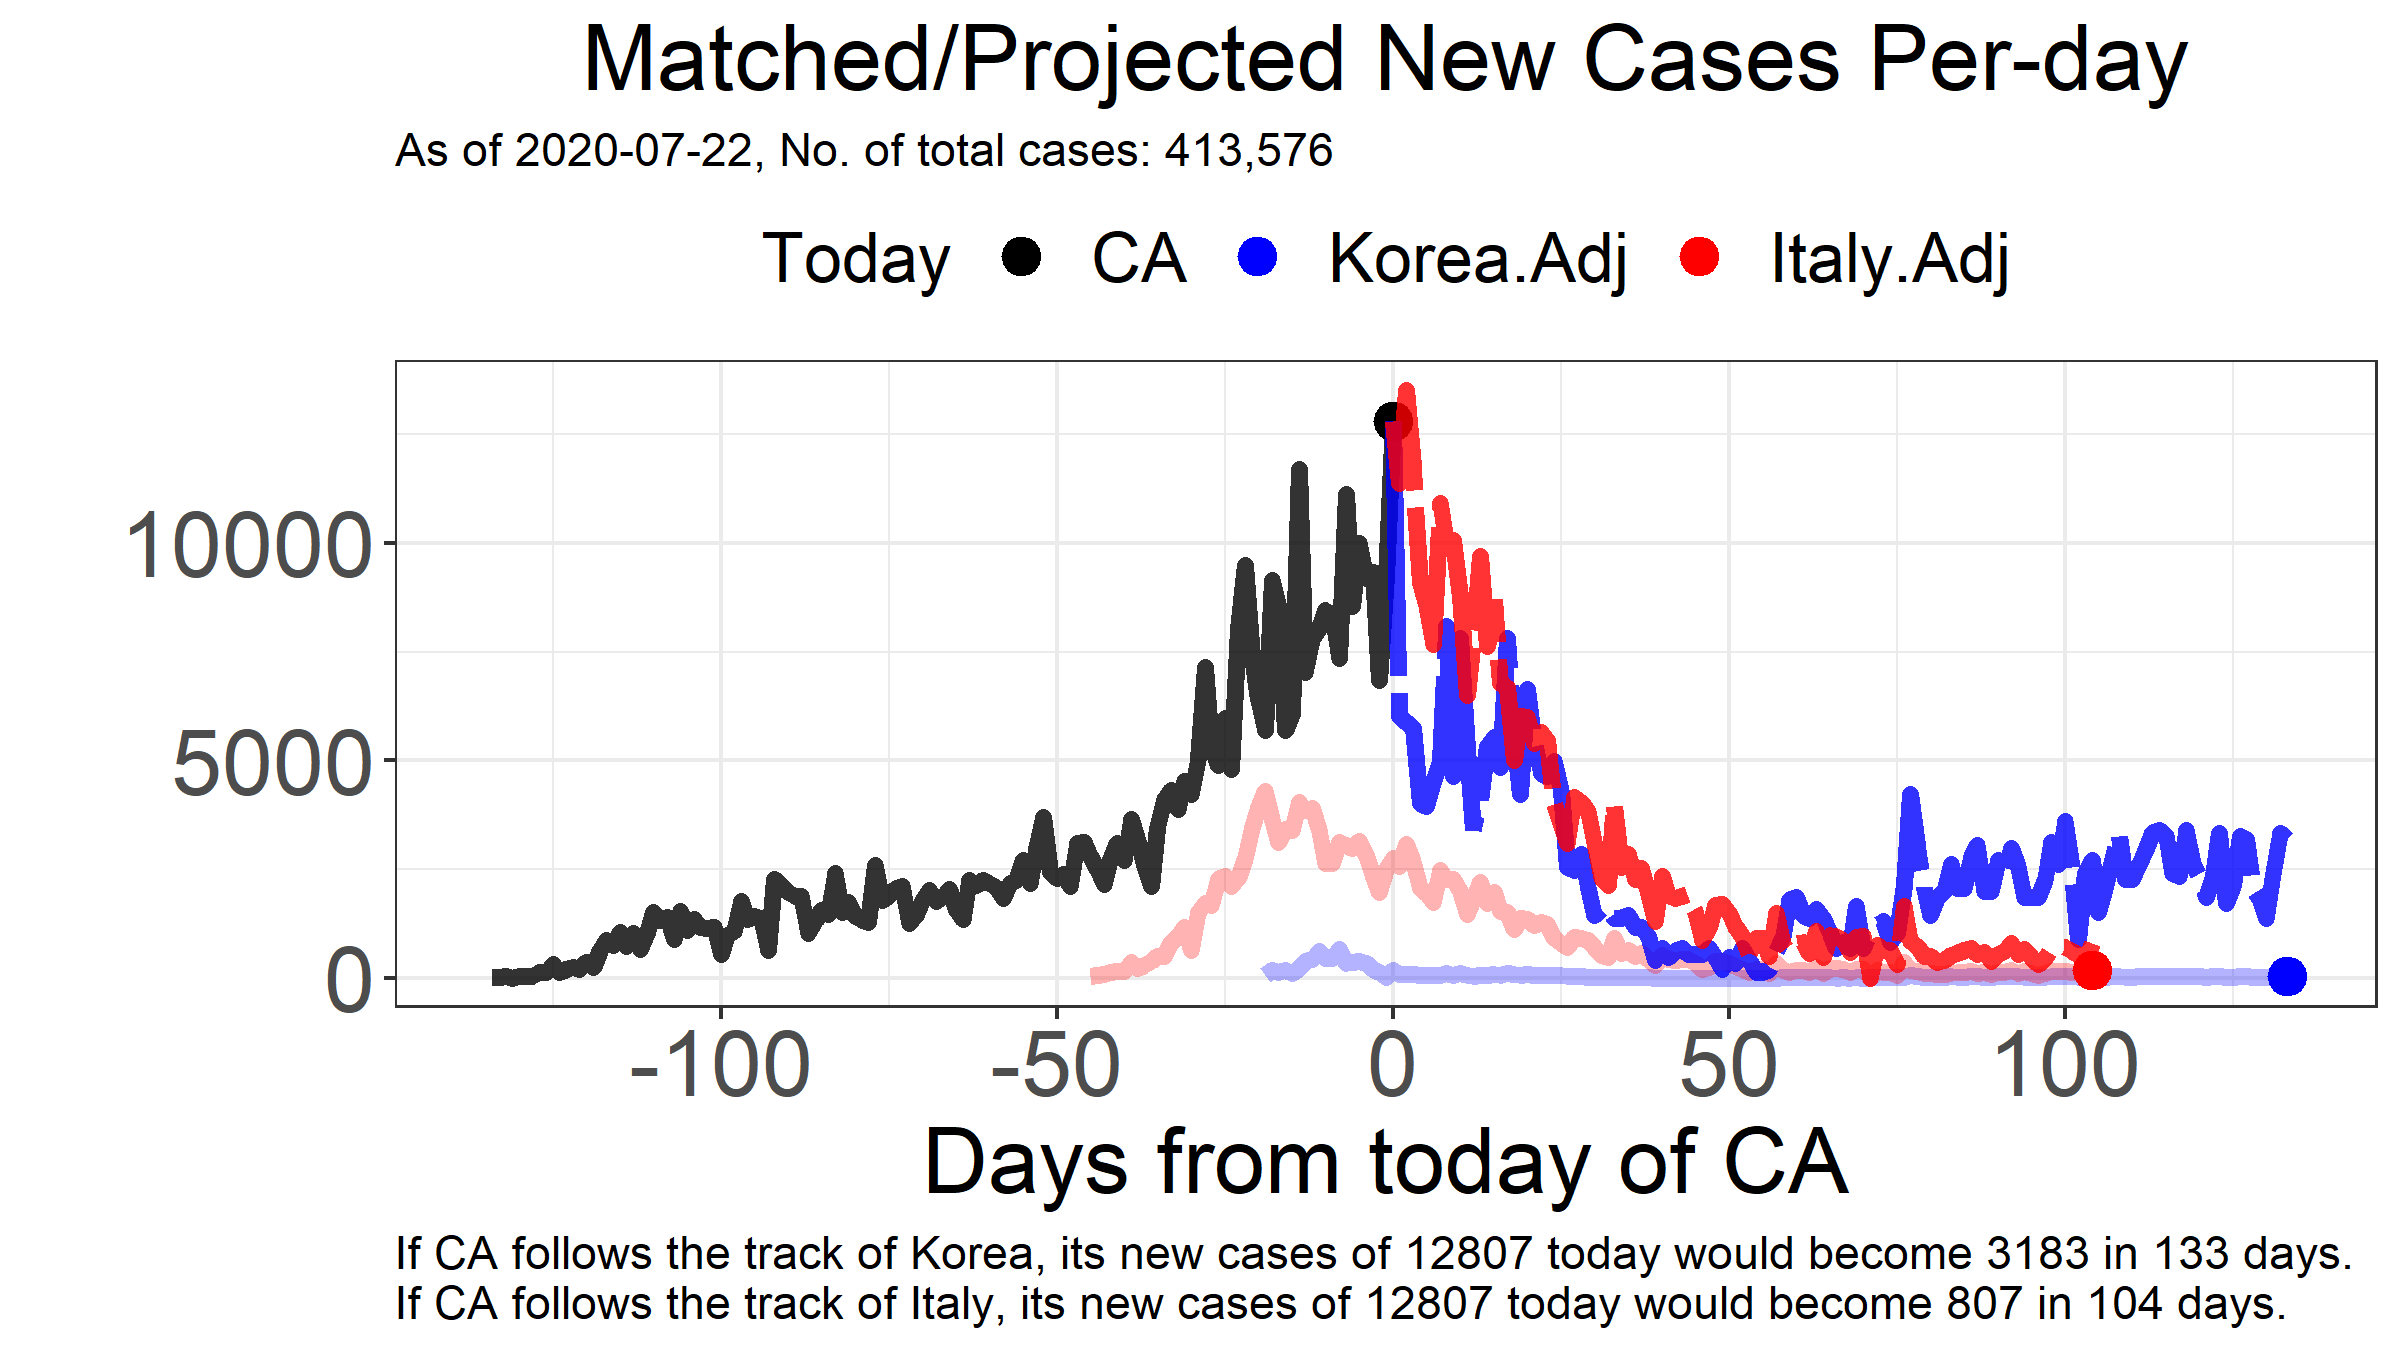 Matched/Projected New Cases Per-day
As of 2020-07-22, No. of total cases: 413,576
Today CA Korea.Adj Italy.Adj
10000
5000
0
-100 -50 0 50 100
Days from today of CA
If CA follows the track of Korea, its new cases of 12807 today would become 3183 in 133 days.
If CA follows the track of Italy, its new cases of 12807 today would become 807 in 104 days.